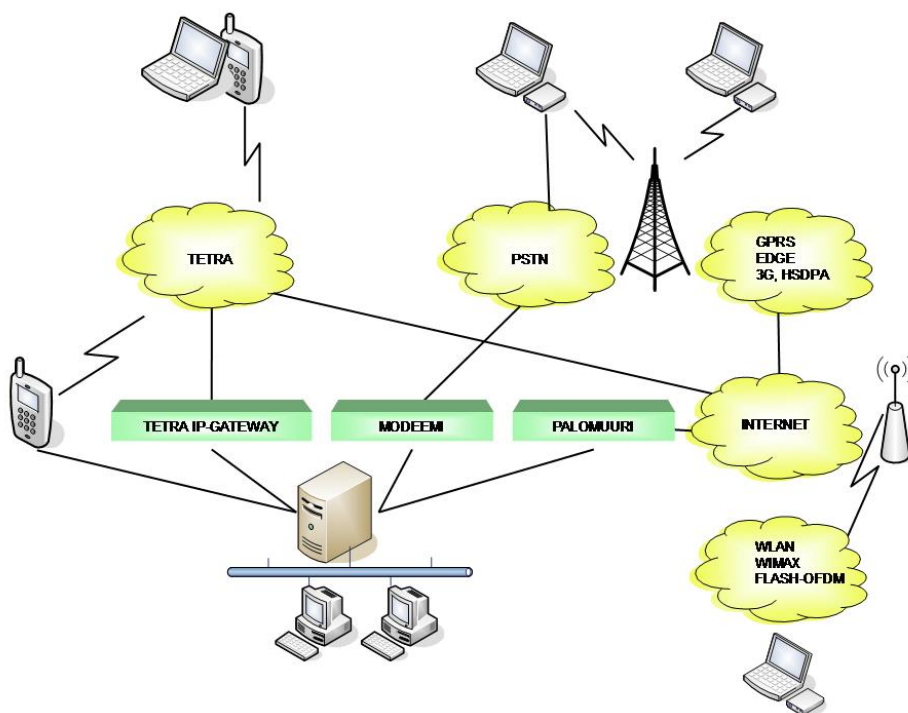 TETRA
PSTN
GPRS
EDGE
3G, HSDPA
TETRA IP-GATEWAY
MODEEMI
PALOMUURI
INTERNET
WLAN
WIMAX
FLASH-OFDM